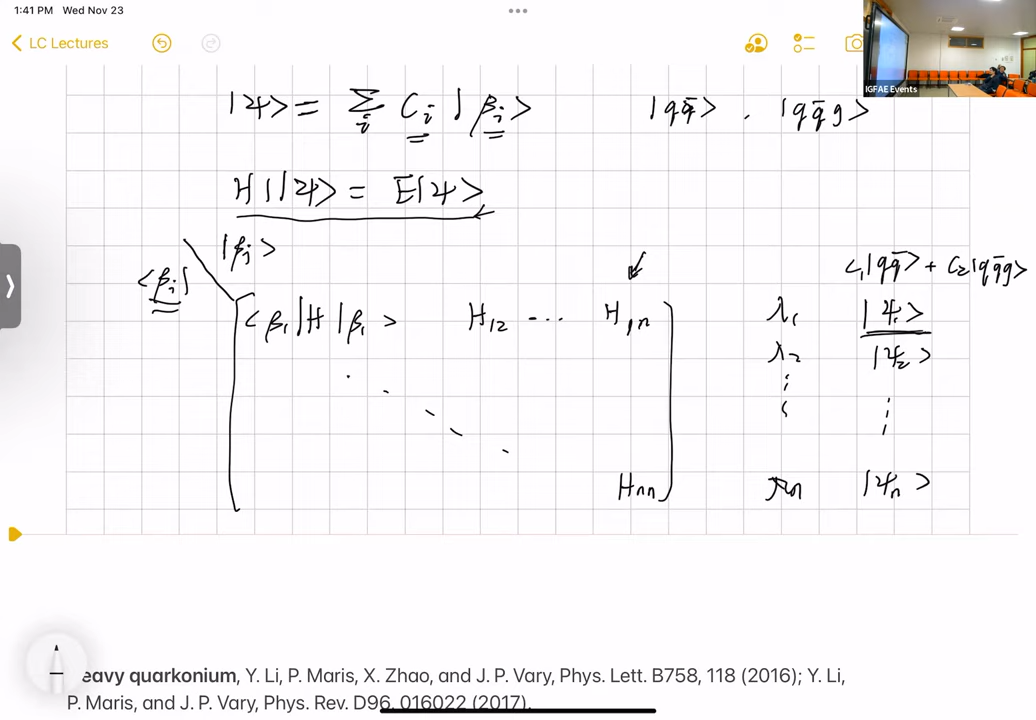 1:41 PM Wed Nov 23
LC Lectures
IGFAE Events
|ψ> = Σ_i C_i |β_i> |qq̄> . |qq̄g>
H |ψ> = E|ψ>
|β_j>
<β_i|
C₁|qq̄> + C₂|qq̄g>
<β₁|H|β₁> H₁₂ ... H₁ₙ λ₁ |ψ₁>
λ₂ |ψ₂>
Hₙₙ λₙ |ψₙ>
eavy quarkonium, Y. Li, P. Maris, X. Zhao, and J. P. Vary, Phys. Lett. B758, 118 (2016); Y. Li,
P. Maris, and J. P. Vary, Phys. Rev. D96, 016022 (2017).